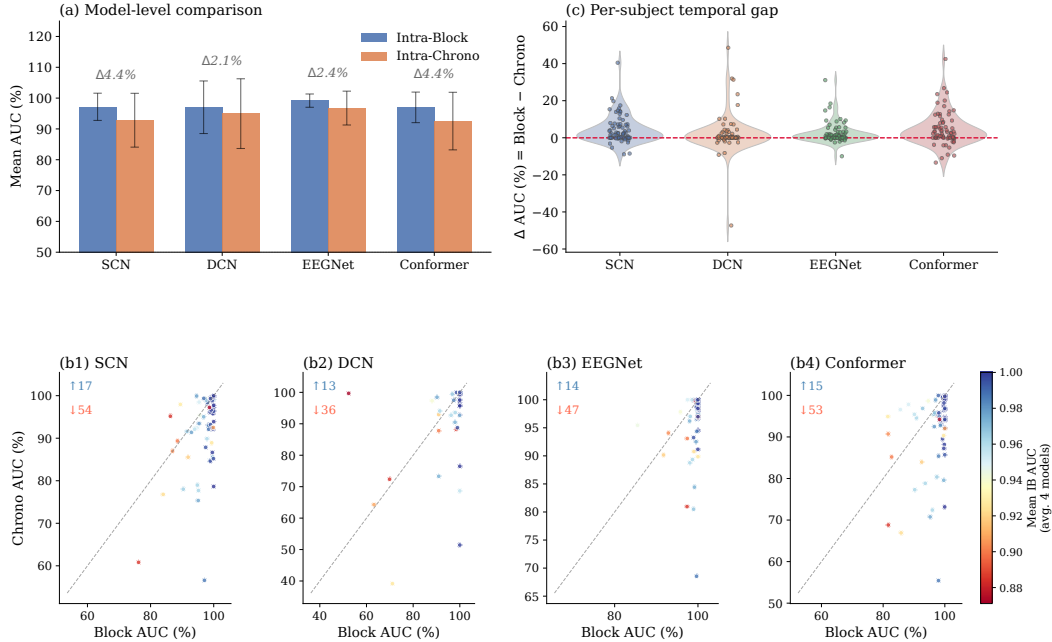 (a) Model-level comparison
Mean AUC (%)
120
110
100
90
80
70
60
50
Intra-Block
Intra-Chrono
Δ4.4%
Δ2.1%
Δ2.4%
Δ4.4%
SCN
DCN
EEGNet
Conformer
(c) Per-subject temporal gap
Δ AUC (%) = Block − Chrono
60
40
20
0
−20
−40
−60
SCN
DCN
EEGNet
Conformer
(b1) SCN
↑17
↓54
Chrono AUC (%)
100
90
80
70
60
60
80
100
Block AUC (%)
(b2) DCN
↑13
↓36
100
90
80
70
60
50
40
40
60
80
100
Block AUC (%)
(b3) EEGNet
↑14
↓47
100
95
90
85
80
75
70
65
80
100
Block AUC (%)
(b4) Conformer
↑15
↓53
100
95
90
85
80
75
70
65
60
55
60
80
100
Block AUC (%)
1.00
0.98
0.96
0.94
0.92
0.90
0.88
Mean IB AUC
(avg. 4 models)